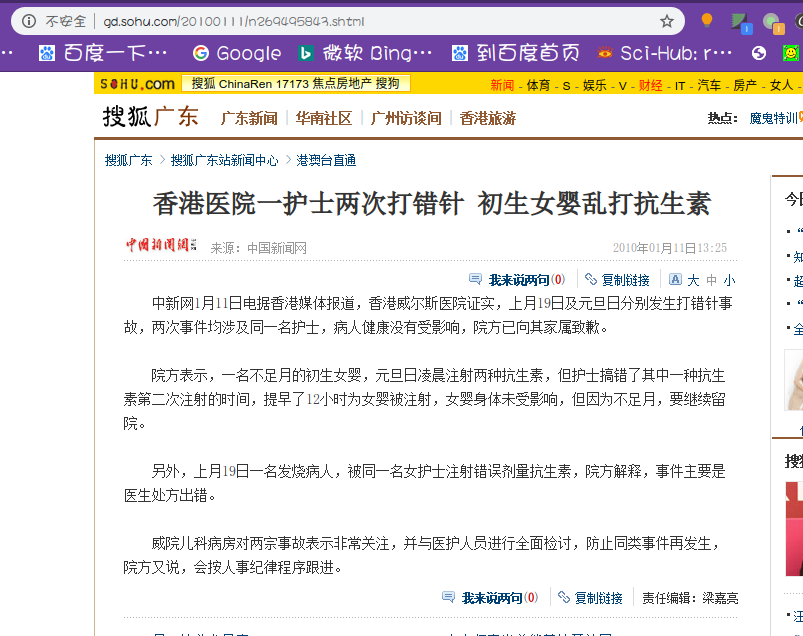 不安全 | gd.sohu.com/20100111/n269495843.shtml
百度一下… Google 微软 Bing… 到百度首页 Sci-Hub: r…
SOHU.com 搜狐 ChinaRen 17173 焦点房地产 搜狗 新闻 - 体育 - S - 娱乐 - V - 财经 - IT - 汽车 - 房产 - 女人
搜狐广东 广东新闻 华南社区 广州访谈间 香港旅游 热点： 魔鬼特训
搜狐广东 > 搜狐广东站新闻中心 > 港澳台直通
香港医院一护士两次打错针 初生女婴乱打抗生素
今
中国新闻网 来源：中国新闻网 2010年01月11日13:25
我来说两句(0) 复制链接 大 中 小
中新网1月11日电据香港媒体报道，香港威尔斯医院证实，上月19日及元旦日分别发生打错针事
故，两次事件均涉及同一名护士，病人健康没有受影响，院方已向其家属致歉。
院方表示，一名不足月的初生女婴，元旦日凌晨注射两种抗生素，但护士搞错了其中一种抗生
素第二次注射的时间，提早了12小时为女婴被注射，女婴身体未受影响，但因为不足月，要继续留
院。
另外，上月19日一名发烧病人，被同一名女护士注射错误剂量抗生素，院方解释，事件主要是
医生处方出错。
威院儿科病房对两宗事故表示非常关注，并与医护人员进行全面检讨，防止同类事件再发生，
院方又说，会按人事纪律程序跟进。
我来说两句(0) 复制链接 责任编辑：梁嘉亮